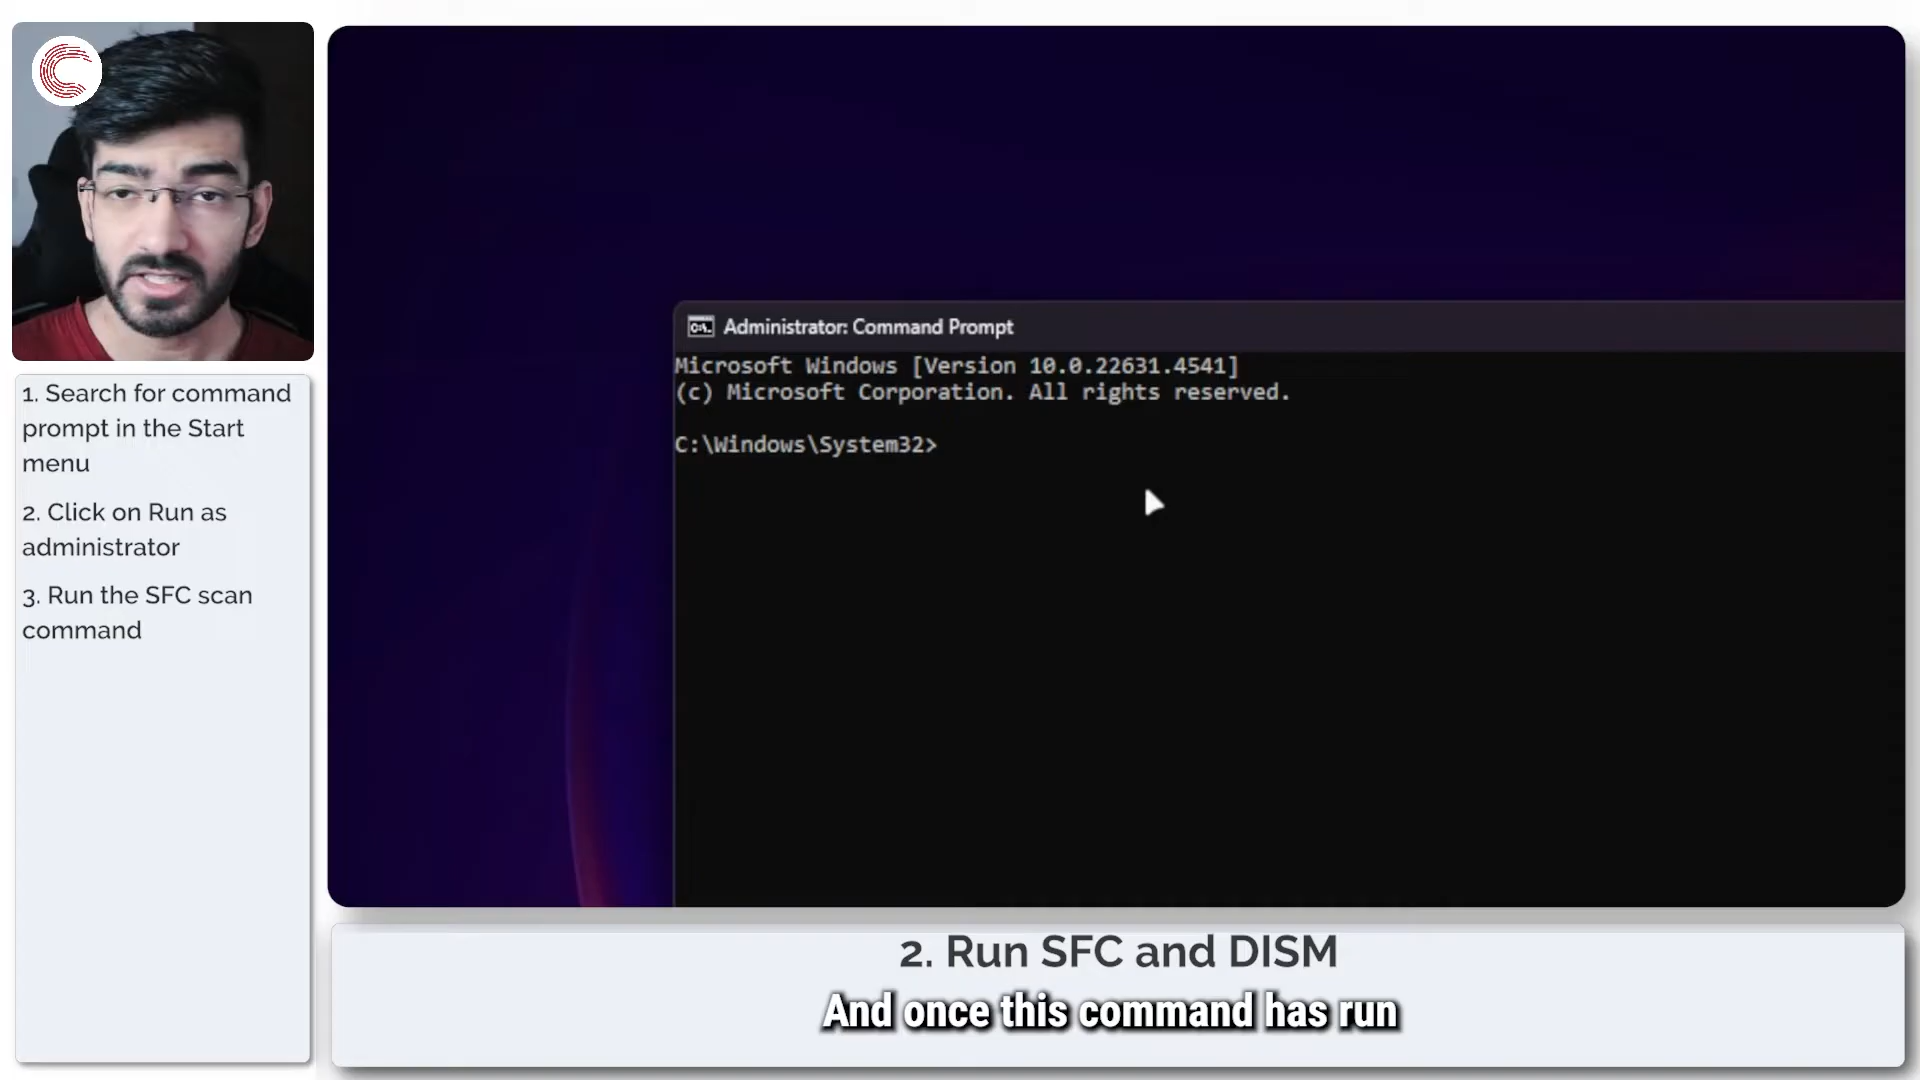 1. Search for command
prompt in the Start
menu
2. Click on Run as
administrator
3. Run the SFC scan
command
Administrator: Command Prompt
Microsoft Windows [Version 10.0.22631.4541]
(c) Microsoft Corporation. All rights reserved.
C:\Windows\System32>
2. Run SFC and DISM
And once this command has run